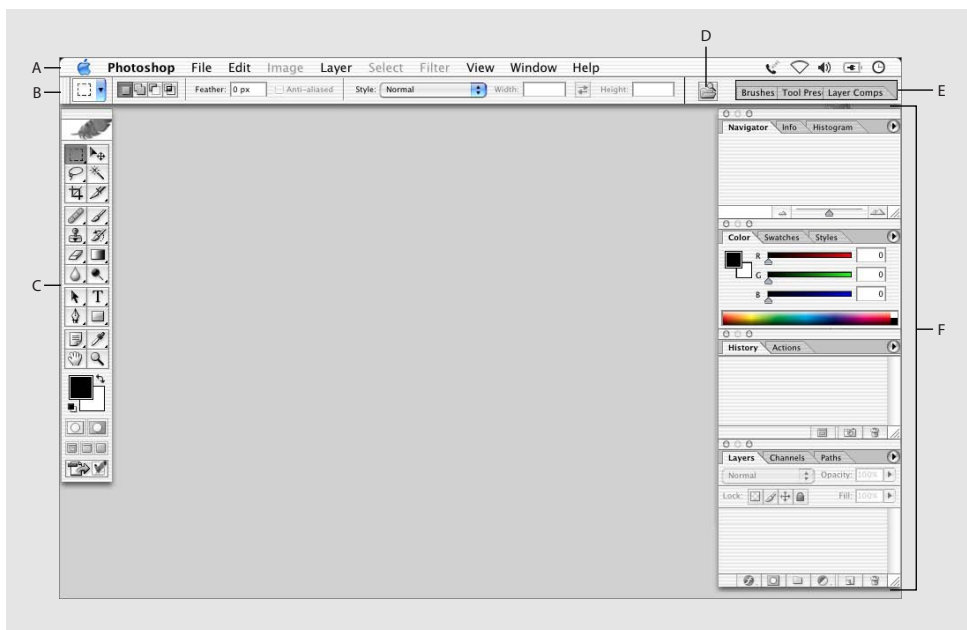 D
A Photoshop File Edit Image Layer Select Filter View Window Help
B Feather: 0 px Anti-aliased Style: Normal Width: Height: Brushes Tool Pres Layer Comps E
Navigator Info Histogram
Color Swatches Styles
R 0
G 0
B 0
C
T
F
History Actions
Layers Channels Paths
Normal Opacity: 100%
Lock: Fill: 100%